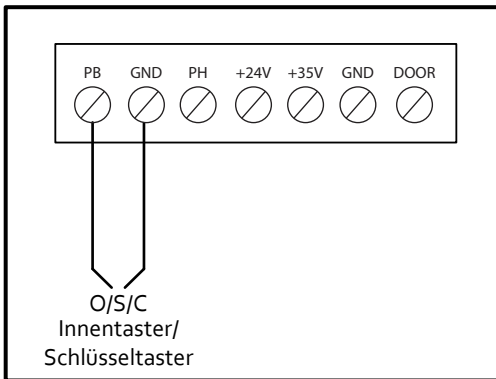 PB GND PH +24V +35V GND DOOR
O/S/C
Innentaster/
Schlüsseltaster